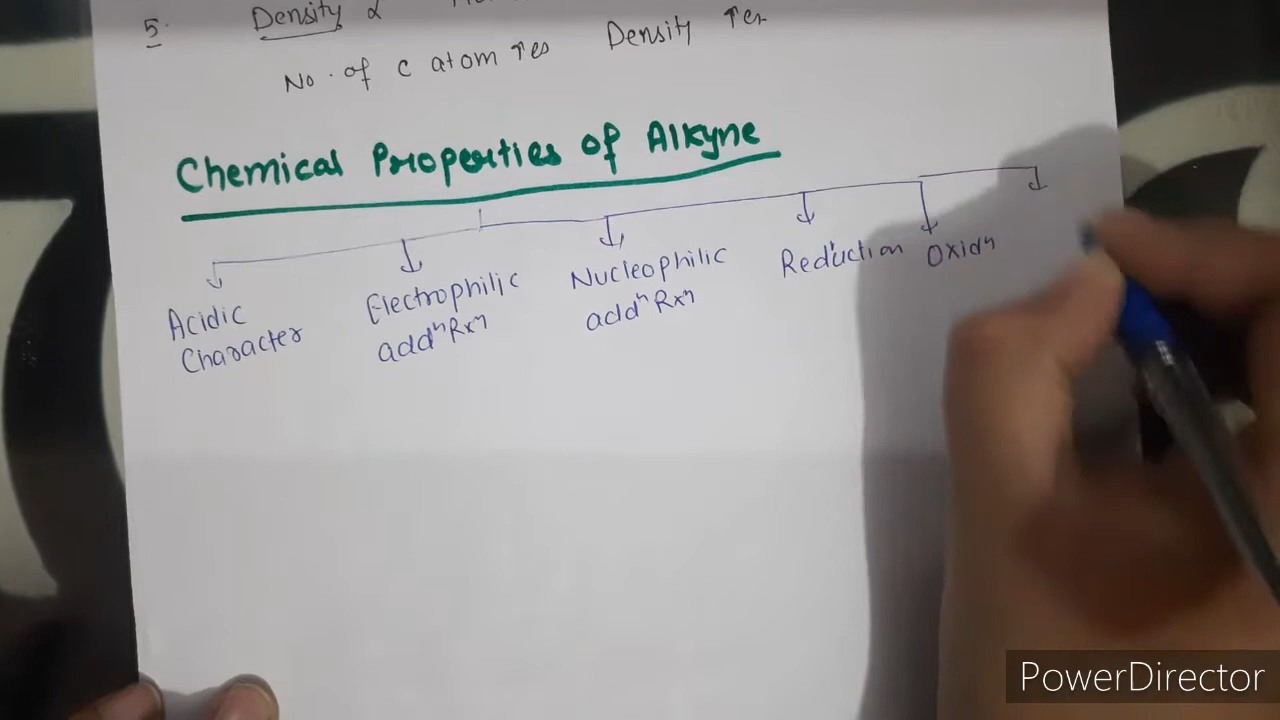 5. Density α
No. of c atom ↑es Density ↑es
Chemical Properties of Alkyne
Acidic Character
Electrophilic addⁿ Rxⁿ
Nucleophilic addⁿ Rxⁿ
Reduction
Oxidⁿ
PowerDirector